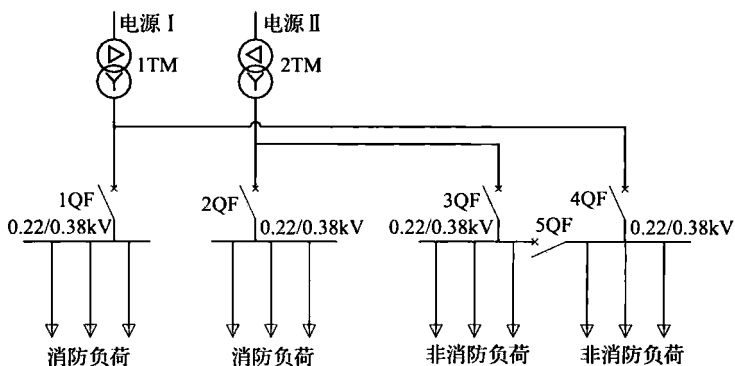 电源Ⅰ
电源Ⅱ
1TM
2TM
1QF
2QF
3QF
4QF
5QF
0.22/0.38kV
0.22/0.38kV
0.22/0.38kV
0.22/0.38kV
消防负荷
消防负荷
非消防负荷
非消防负荷